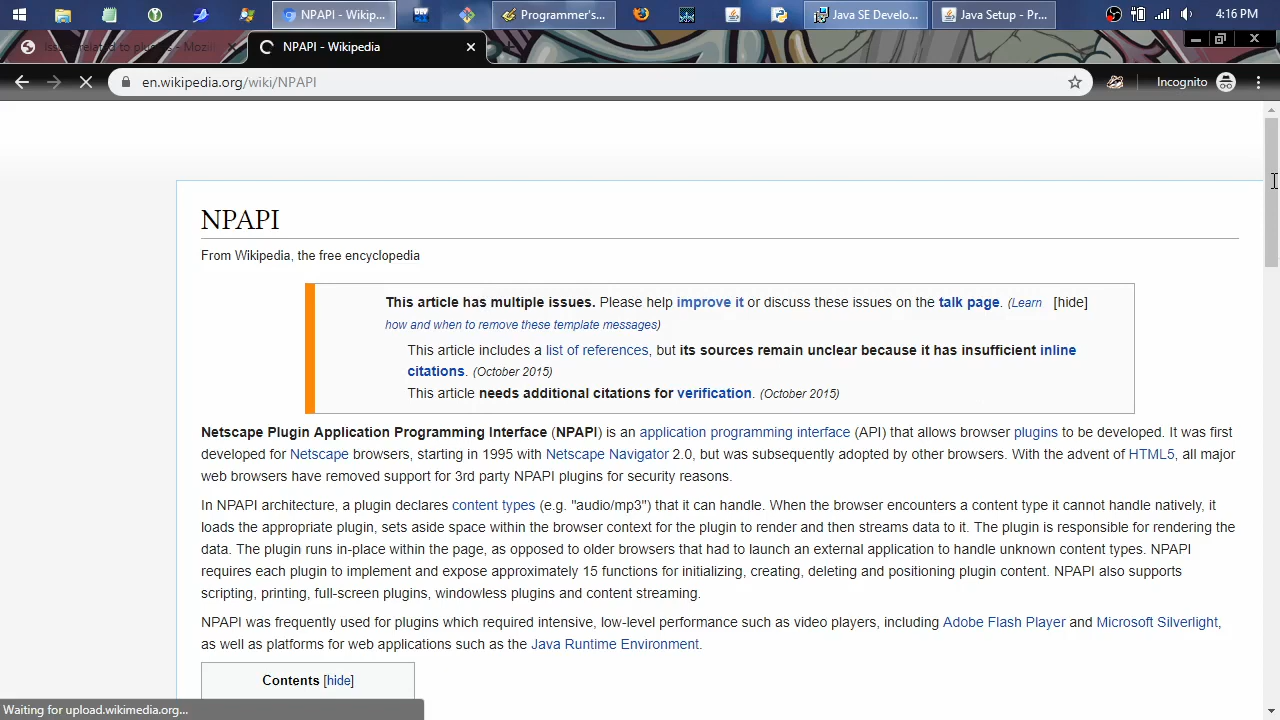 NPAPI - Wikip...
Programmer's...
Java SE Develo...
Java Setup - Pr...
4:16 PM
Issues related to plugins - Mozill
NPAPI - Wikipedia
en.wikipedia.org/wiki/NPAPI
Incognito
NPAPI
From Wikipedia, the free encyclopedia
This article has multiple issues. Please help improve it or discuss these issues on the talk page. (Learn [hide]
how and when to remove these template messages)
This article includes a list of references, but its sources remain unclear because it has insufficient inline
citations. (October 2015)
This article needs additional citations for verification. (October 2015)
Netscape Plugin Application Programming Interface (NPAPI) is an application programming interface (API) that allows browser plugins to be developed. It was first
developed for Netscape browsers, starting in 1995 with Netscape Navigator 2.0, but was subsequently adopted by other browsers. With the advent of HTML5, all major
web browsers have removed support for 3rd party NPAPI plugins for security reasons.
In NPAPI architecture, a plugin declares content types (e.g. "audio/mp3") that it can handle. When the browser encounters a content type it cannot handle natively, it
loads the appropriate plugin, sets aside space within the browser context for the plugin to render and then streams data to it. The plugin is responsible for rendering the
data. The plugin runs in-place within the page, as opposed to older browsers that had to launch an external application to handle unknown content types. NPAPI
requires each plugin to implement and expose approximately 15 functions for initializing, creating, deleting and positioning plugin content. NPAPI also supports
scripting, printing, full-screen plugins, windowless plugins and content streaming.
NPAPI was frequently used for plugins which required intensive, low-level performance such as video players, including Adobe Flash Player and Microsoft Silverlight,
as well as platforms for web applications such as the Java Runtime Environment.
Contents [hide]
Waiting for upload.wikimedia.org...